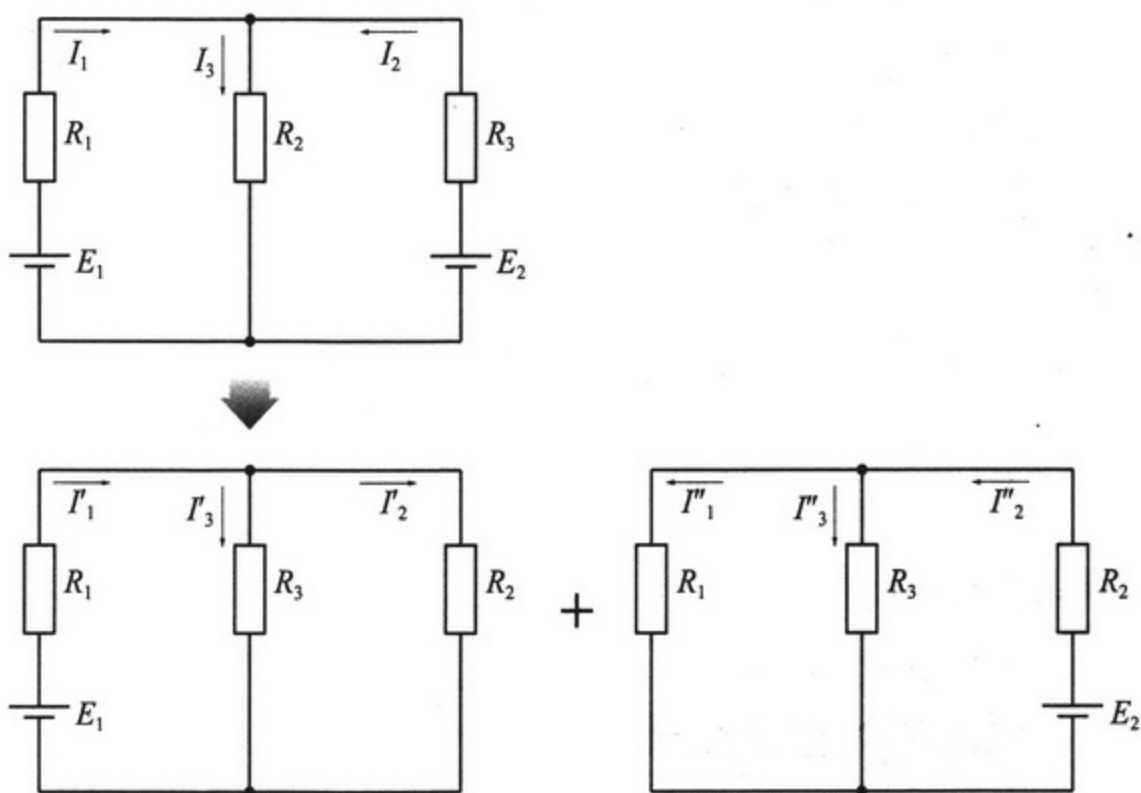 I₁ I₃ I₂
R₁ R₂ R₃
E₁ E₂
I'₁ I'₃ I'₂ I"₁ I"₃ I"₂
R₁ R₃ R₂ + R₁ R₃ R₂
E₁ E₂